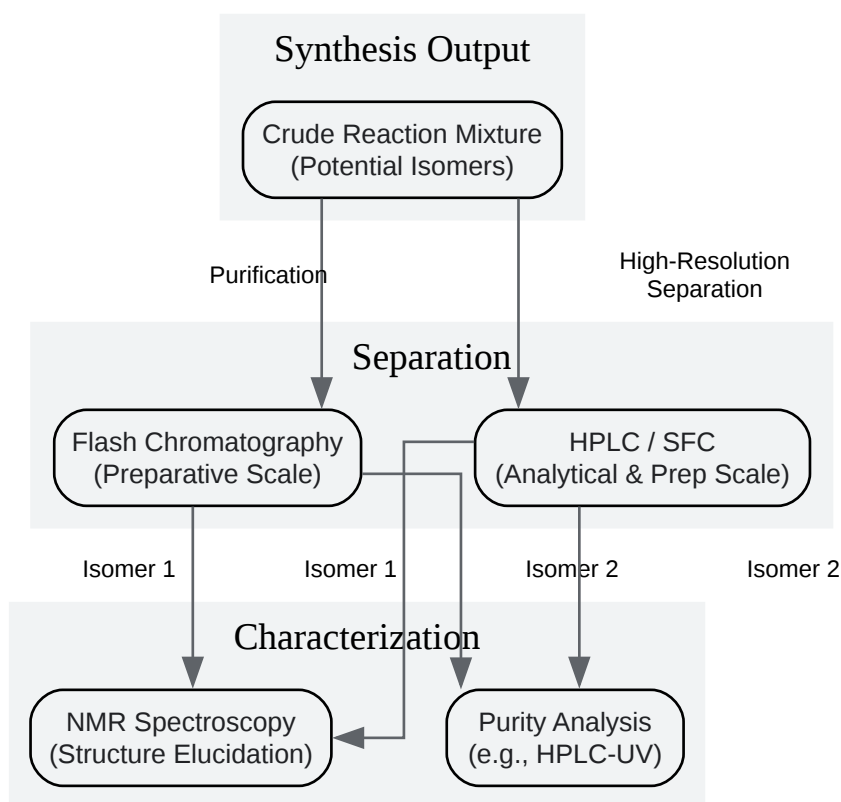 Synthesis Output
Crude Reaction Mixture
(Potential Isomers)
Purification
High-Resolution
Separation
Separation
Flash Chromatography
(Preparative Scale)
HPLC / SFC
(Analytical & Prep Scale)
Isomer 1
Isomer 1
Isomer 2
Isomer 2
Characterization
NMR Spectroscopy
(Structure Elucidation)
Purity Analysis
(e.g., HPLC-UV)